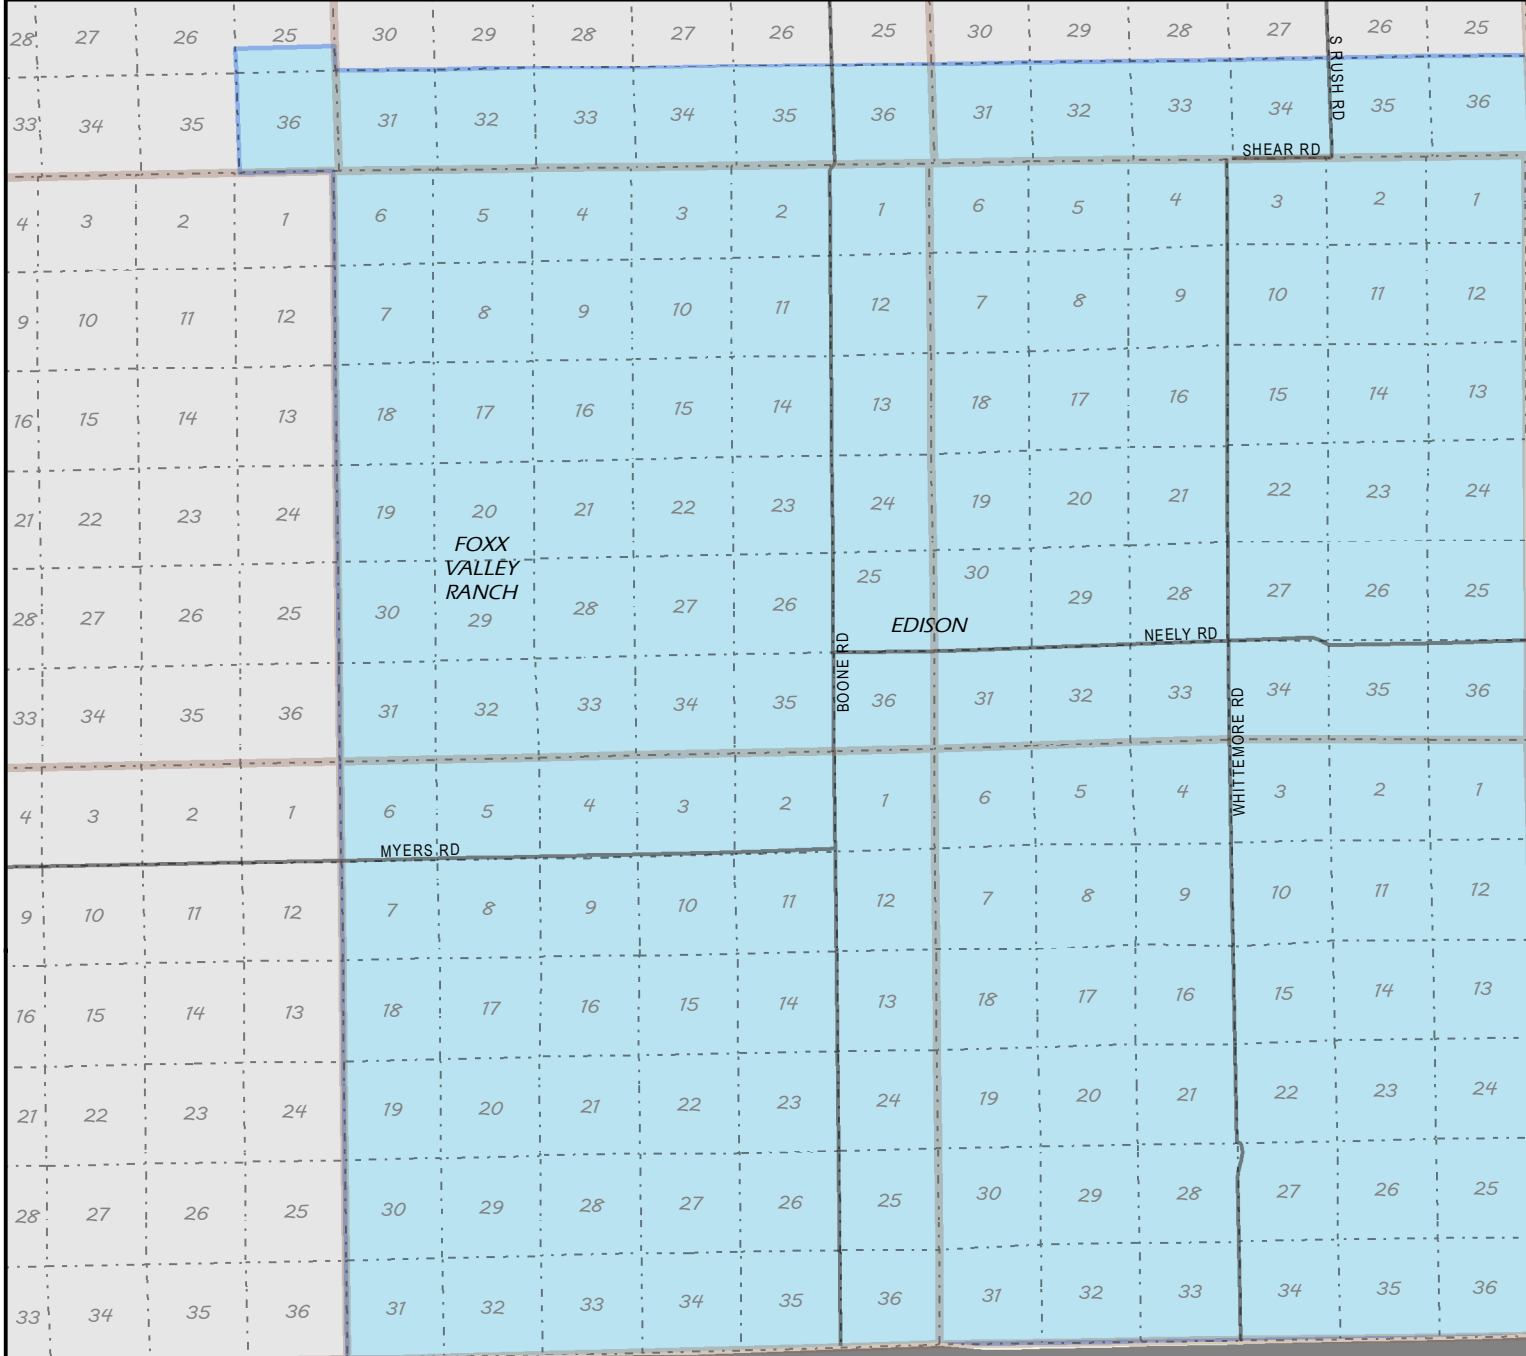 28 27 26 25 30 29 28 27 26 25 30 29 28 27 26 25
S RUSH RD
33 34 35 36 31 32 33 34 35 36 31 32 33 34 35 36
SHEAR RD
4 3 2 1 6 5 4 3 2 1 6 5 4 3 2 1
9 10 11 12 7 8 9 10 11 12 7 8 9 10 11 12
16 15 14 13 18 17 16 15 14 13 18 17 16 15 14 13
21 22 23 24 19 20 21 22 23 24 19 20 21 22 23 24
FOXX
VALLEY
RANCH
28 27 26 25 30 29 28 27 26 25 30 29 28 27 26 25
EDISON
NEELY RD
BOONE RD
33 34 35 36 31 32 33 34 35 36 31 32 33 34 35 36
WHITTEMORE RD
4 3 2 1 6 5 4 3 2 1 6 5 4 3 2 1
MYERS RD
9 10 11 12 7 8 9 10 11 12 7 8 9 10 11 12
16 15 14 13 18 17 16 15 14 13 18 17 16 15 14 13
21 22 23 24 19 20 21 22 23 24 19 20 21 22 23 24
28 27 26 25 30 29 28 27 26 25 30 29 28 27 26 25
33 34 35 36 31 32 33 34 35 36 31 32 33 34 35 36